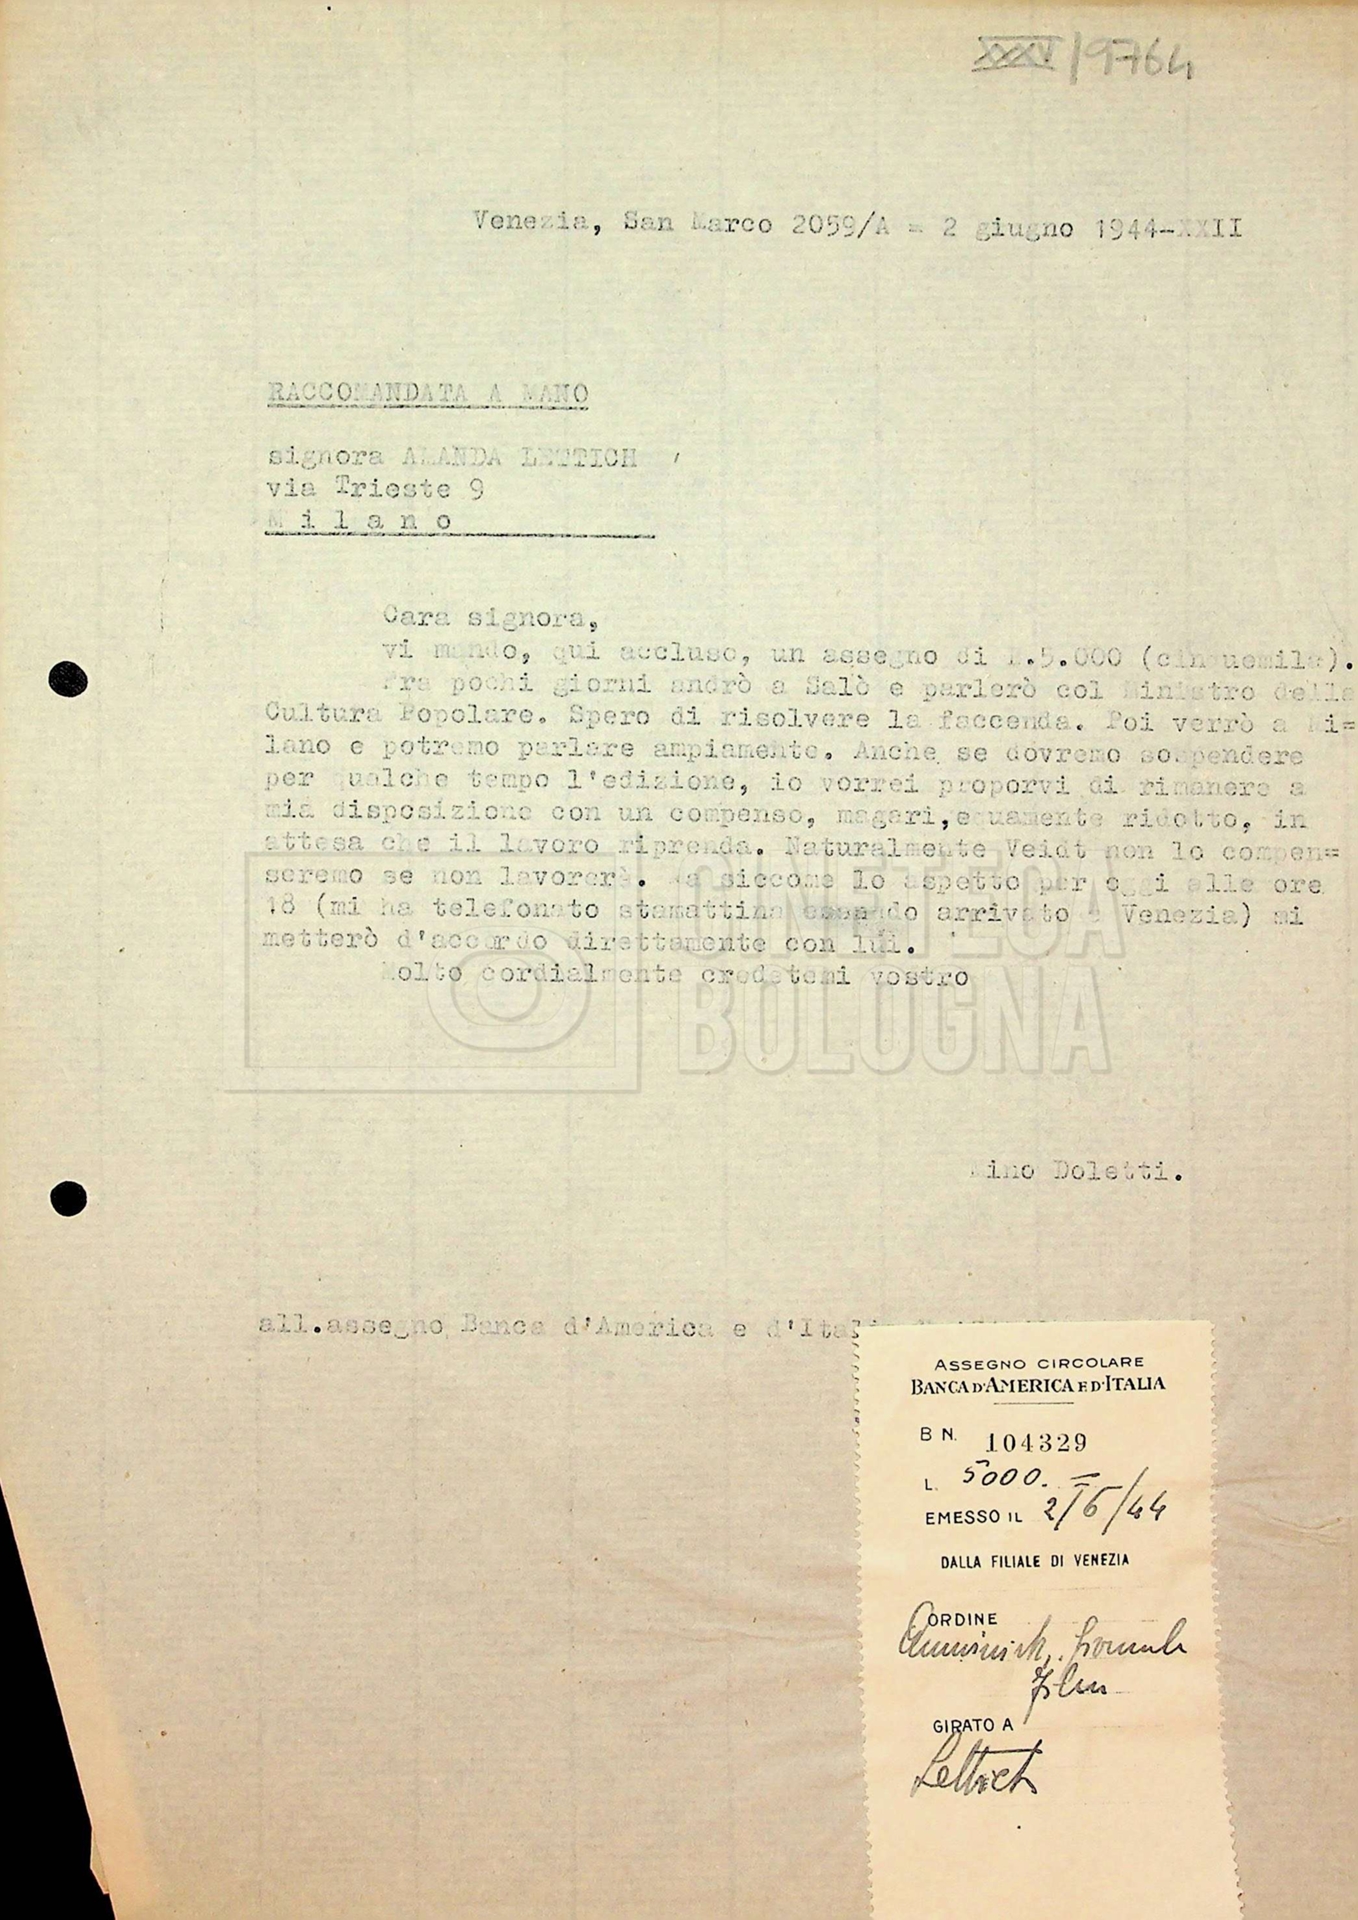 XXXV/9764
Venezia, San Marco 2059/A = 2 giugno 1944-XXII
RACCOMANDATA A MANO
signora AMANDA LETTICH
via Trieste 9
M i l a n o
Cara signora,
vi mando, qui accluso, un assegno di L.5.000 (cinquemila).
Fra pochi giorni andrò a Salò e parlerò col Ministro della
Cultura Popolare. Spero di risolvere la faccenda. Poi verrò a Mi=
lano e potremo parlare ampiamente. Anche se dovremo sospendere
per qualche tempo l'edizione, io vorrei proporvi di rimanere a
mia disposizione con un compenso, magari,equamente ridotto, in
attesa che il lavoro riprenda. Naturalmente Veidt non lo compen=
seremo se non lavorerà. Ma siccome lo aspetto per oggi alle ore
18 (mi ha telefonato stamattina essendo arrivato a Venezia) mi
metterò d'accordo direttamente con lui.
Molto cordialmente credetemi vostro
CINETECA
BOLOGNA
Mino Doletti.
all.assegno Banca d'America e d'Italia
ASSEGNO CIRCOLARE
BANCA D'AMERICA E D'ITALIA
B N. 104329
L. 5000.=
EMESSO IL 2/6/44
DALLA FILIALE DI VENEZIA
ORDINE
Film
GIRATO A
Lettich